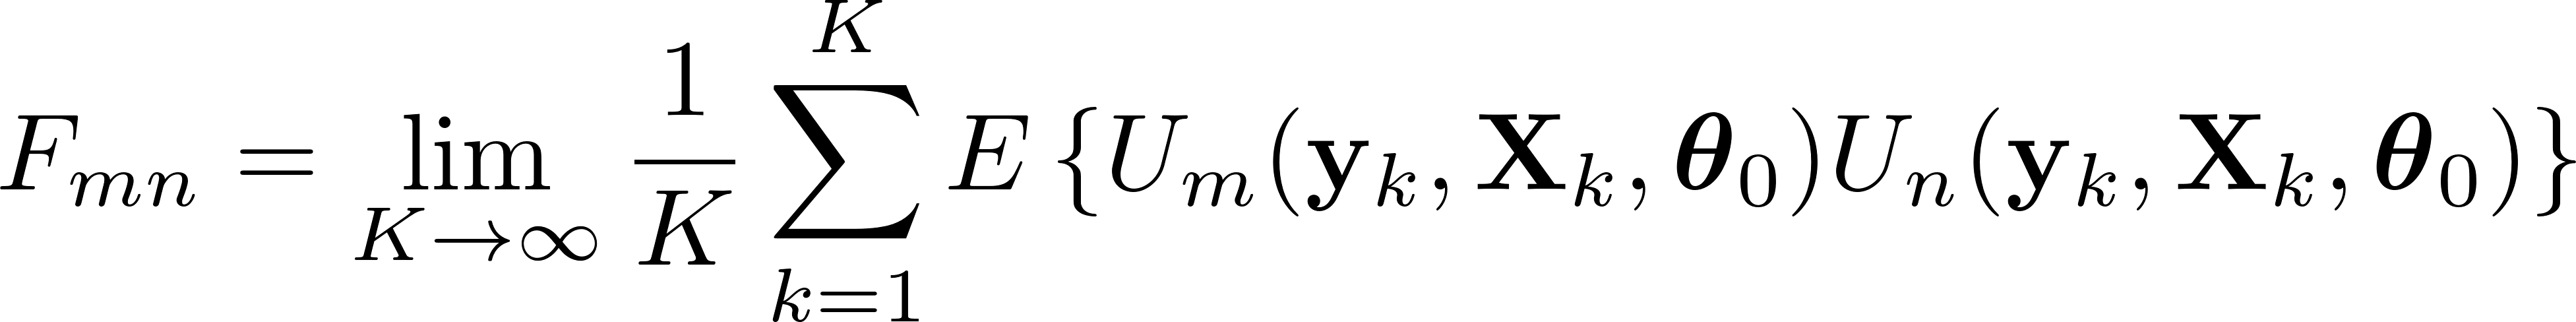 $F_{mn} = \lim_{K \to \infty} \frac{1}{K} \sum_{k=1}^{K} E\left\{U_m(\mathbf{y}_k, \mathbf{X}_k, \boldsymbol{\theta}_0) U_n(\mathbf{y}_k, \mathbf{X}_k, \boldsymbol{\theta}_0)\right\}$